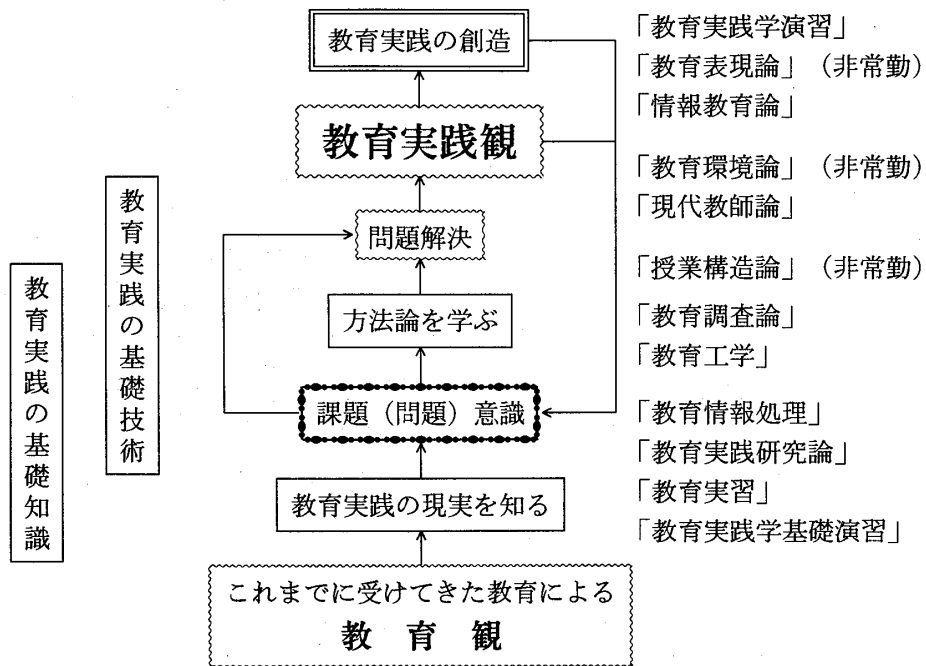 教育実践の創造
教育実践観
問題解決
方法論を学ぶ
課題（問題）意識
教育実践の現実を知る
これまでに受けてきた教育による
教　育　観
教育実践の基礎技術
教育実践の基礎知識
「教育実践学演習」
「教育表現論」（非常勤）
「情報教育論」
「教育環境論」（非常勤）
「現代教師論」
「授業構造論」（非常勤）
「教育調査論」
「教育工学」
「教育情報処理」
「教育実践研究論」
「教育実習」
「教育実践学基礎演習」